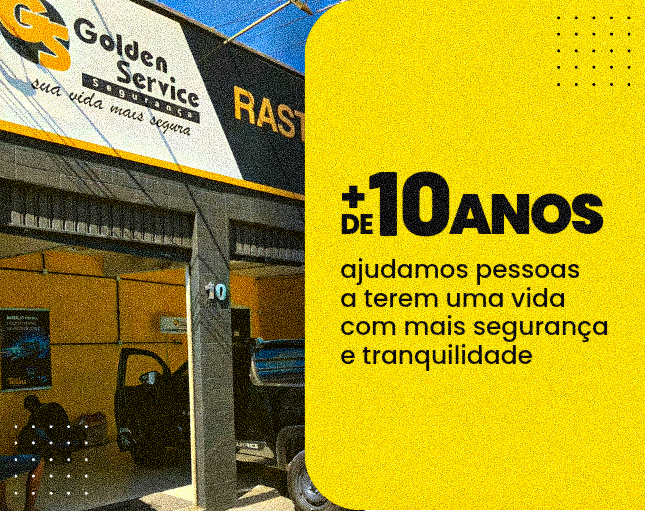 GS
Golden
Service
Segurança
sua vida mais segura
RAST
10
+
DE 10 ANOS
ajudamos pessoas
a terem uma vida
com mais segurança
e tranquilidade